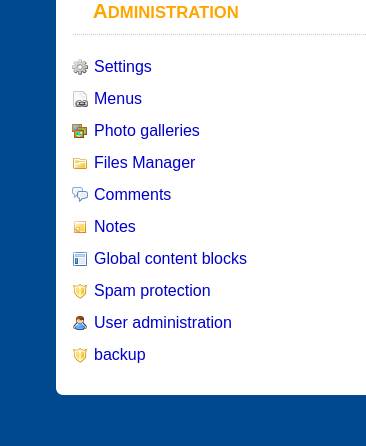 ADMINISTRATION
Settings
Menus
Photo galleries
Files Manager
Comments
Notes
Global content blocks
Spam protection
User administration
backup